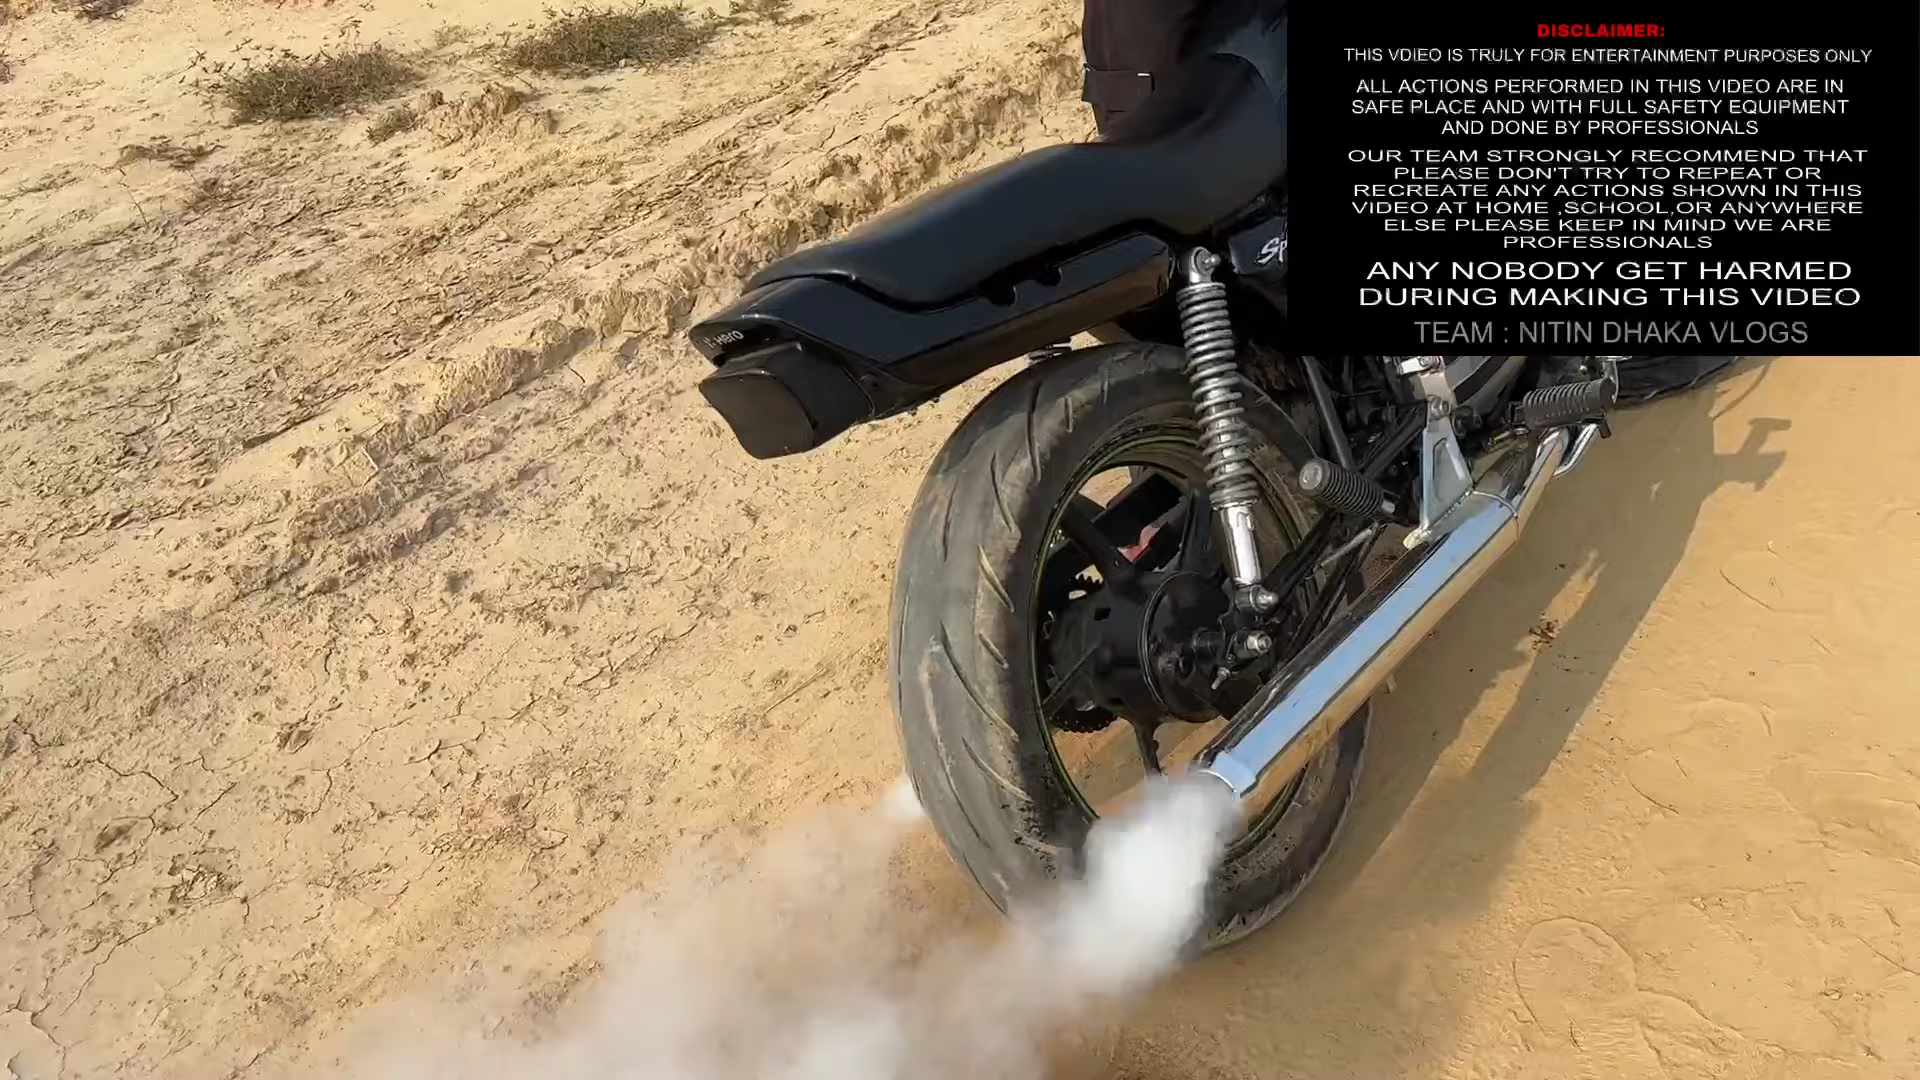 DISCLAIMER:
THIS VDIEO IS TRULY FOR ENTERTAINMENT PURPOSES ONLY
ALL ACTIONS PERFORMED IN THIS VIDEO ARE IN
SAFE PLACE AND WITH FULL SAFETY EQUIPMENT
AND DONE BY PROFESSIONALS
OUR TEAM STRONGLY RECOMMEND THAT
PLEASE DON'T TRY TO REPEAT OR
RECREATE ANY ACTIONS SHOWN IN THIS
VIDEO AT HOME ,SCHOOL,OR ANYWHERE
ELSE PLEASE KEEP IN MIND WE ARE
PROFESSIONALS
ANY NOBODY GET HARMED
DURING MAKING THIS VIDEO
TEAM : NITIN DHAKA VLOGS
Sp
Hero